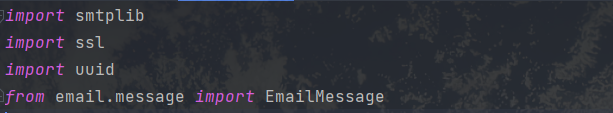 import smtplib
import ssl
import uuid
from email.message import EmailMessage